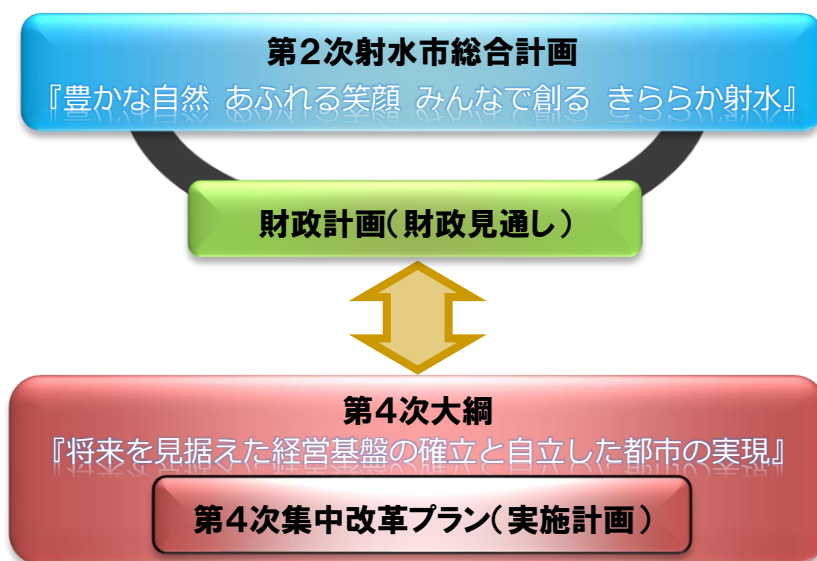 第2次射水市総合計画
『豊かな自然 あふれる笑顔 みんなで創る きららか射水』
財政計画(財政見通し)
第4次大綱
『将来を見据えた経営基盤の確立と自立した都市の実現』
第4次集中改革プラン(実施計画)